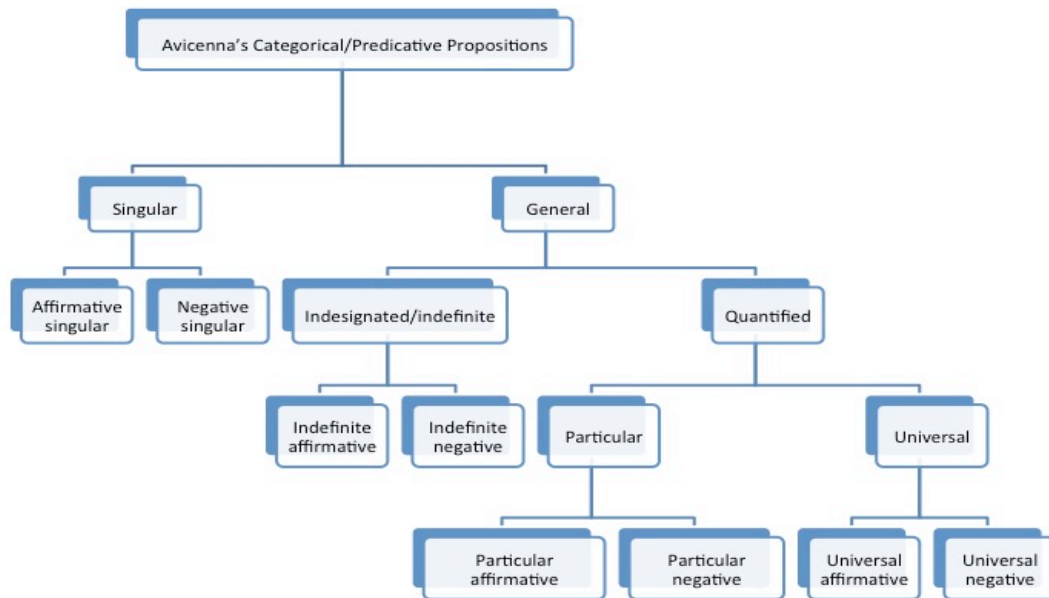 Avicenna’s Categorical/Predicative Propositions
Singular
General
Affirmative
singular
Negative
singular
Indesignated/indefinite
Quantified
Indefinite
affirmative
Indefinite
negative
Particular
Universal
Particular
affirmative
Particular
negative
Universal
affirmative
Universal
negative